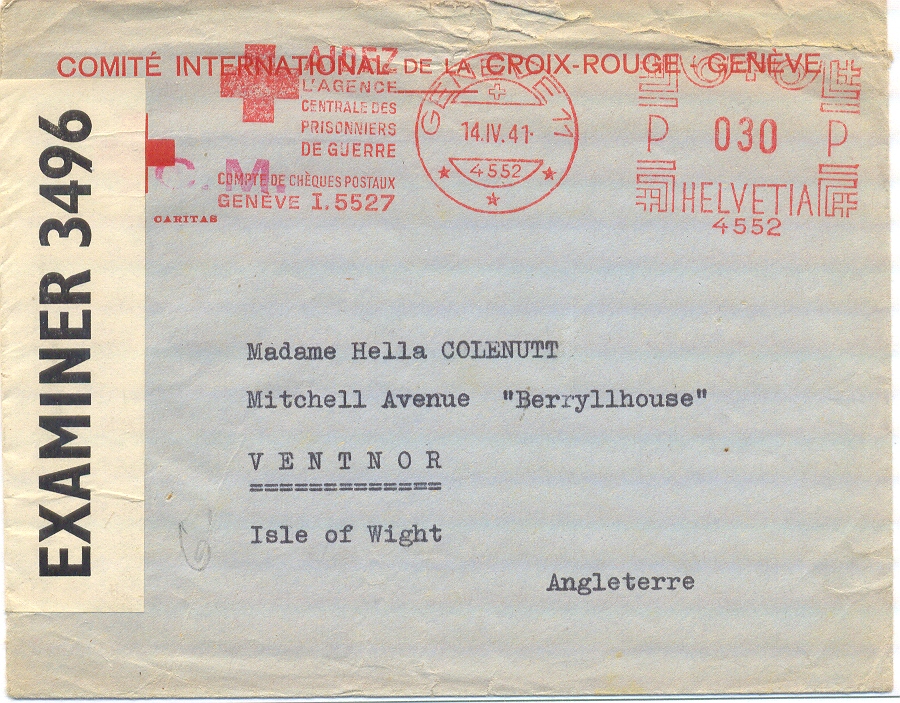 COMITÉ INTERNATIONAL DE LA CROIX-ROUGE - GENÈVE
AIDEZ
L'AGENCE
CENTRALE DES
PRISONNIERS
DE GUERRE
COMPTE DE CHÈQUES POSTAUX
GENÈVE I. 5527
C. M.
CARITAS
GENÈVE 11
14.IV.41
4552
P 030 P
HELVETIA
4552
EXAMINER 3496
Madame Hella COLENUTT
Mitchell Avenue "Berryllhouse"
VENTNOR
=============
Isle of Wight
Angleterre